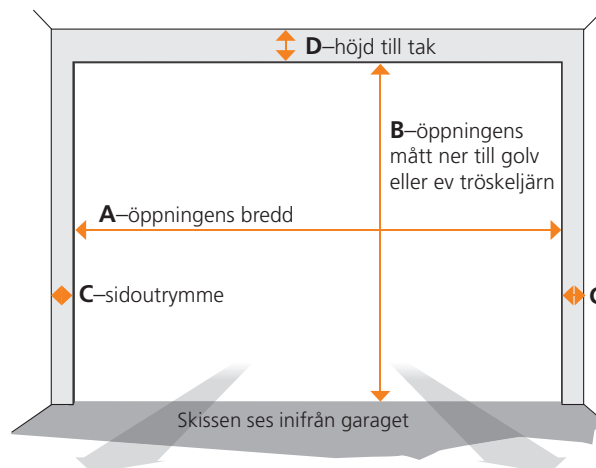 D–höjd till tak
B–öppningens
mått ner till golv
eller ev tröskeljärn
A–öppningens bredd
C–sidoutrymme
Skissen ses inifrån garaget